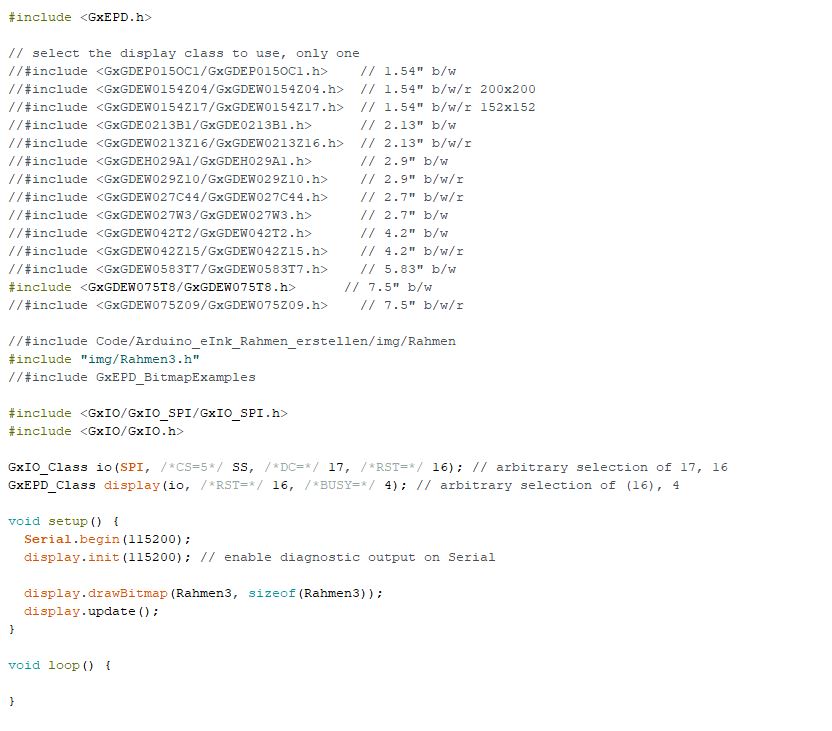 #include <GxEPD.h>
// select the display class to use, only one
//#include <GxGDEP015OC1/GxGDEP015OC1.h>    // 1.54" b/w
//#include <GxGDEW0154Z04/GxGDEW0154Z04.h>  // 1.54" b/w/r 200x200
//#include <GxGDEW0154Z17/GxGDEW0154Z17.h>  // 1.54" b/w/r 152x152
//#include <GxGDE0213B1/GxGDE0213B1.h>      // 2.13" b/w
//#include <GxGDEW0213Z16/GxGDEW0213Z16.h>  // 2.13" b/w/r
//#include <GxGDEH029A1/GxGDEH029A1.h>      // 2.9" b/w
//#include <GxGDEW029Z10/GxGDEW029Z10.h>    // 2.9" b/w/r
//#include <GxGDEW027C44/GxGDEW027C44.h>    // 2.7" b/w/r
//#include <GxGDEW027W3/GxGDEW027W3.h>      // 2.7" b/w
//#include <GxGDEW042T2/GxGDEW042T2.h>      // 4.2" b/w
//#include <GxGDEW042Z15/GxGDEW042Z15.h>    // 4.2" b/w/r
//#include <GxGDEW0583T7/GxGDEW0583T7.h>    // 5.83" b/w
#include <GxGDEW075T8/GxGDEW075T8.h>      // 7.5" b/w
//#include <GxGDEW075Z09/GxGDEW075Z09.h>    // 7.5" b/w/r
//#include Code/Arduino_eInk_Rahmen_erstellen/img/Rahmen
#include "img/Rahmen3.h"
//#include GxEPD_BitmapExamples
#include <GxIO/GxIO_SPI/GxIO_SPI.h>
#include <GxIO/GxIO.h>
GxIO_Class io(SPI, /*CS=5*/ SS, /*DC=*/ 17, /*RST=*/ 16); // arbitrary selection of 17, 16
GxEPD_Class display(io, /*RST=*/ 16, /*BUSY=*/ 4); // arbitrary selection of (16), 4
void setup() {
  Serial.begin(115200);
  display.init(115200); // enable diagnostic output on Serial
  display.drawBitmap(Rahmen3, sizeof(Rahmen3));
  display.update();
}
void loop() {
}